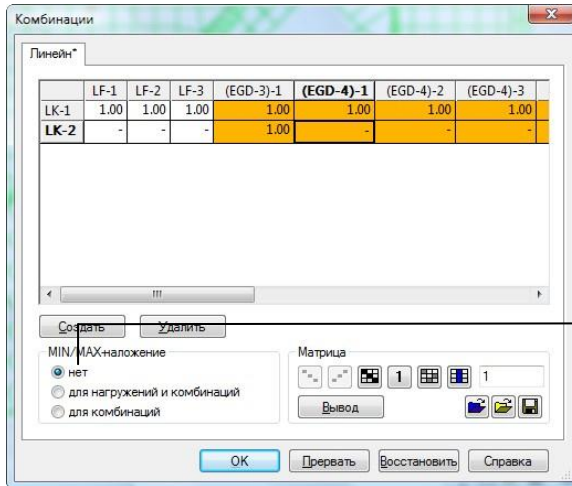 Комбинации
Линейн*
LF-1 LF-2 LF-3 (EGD-3)-1 (EGD-4)-1 (EGD-4)-2 (EGD-4)-3
LK-1 1.00 1.00 1.00 1.00 1.00 1.00 1.00
LK-2 - - - 1.00 - - -
Создать Удалить
MIN/MAX-наложение Матрица
нет 1 1
для нагружений и комбинаций
для комбинаций Вывод
OK Прервать Восстановить Справка